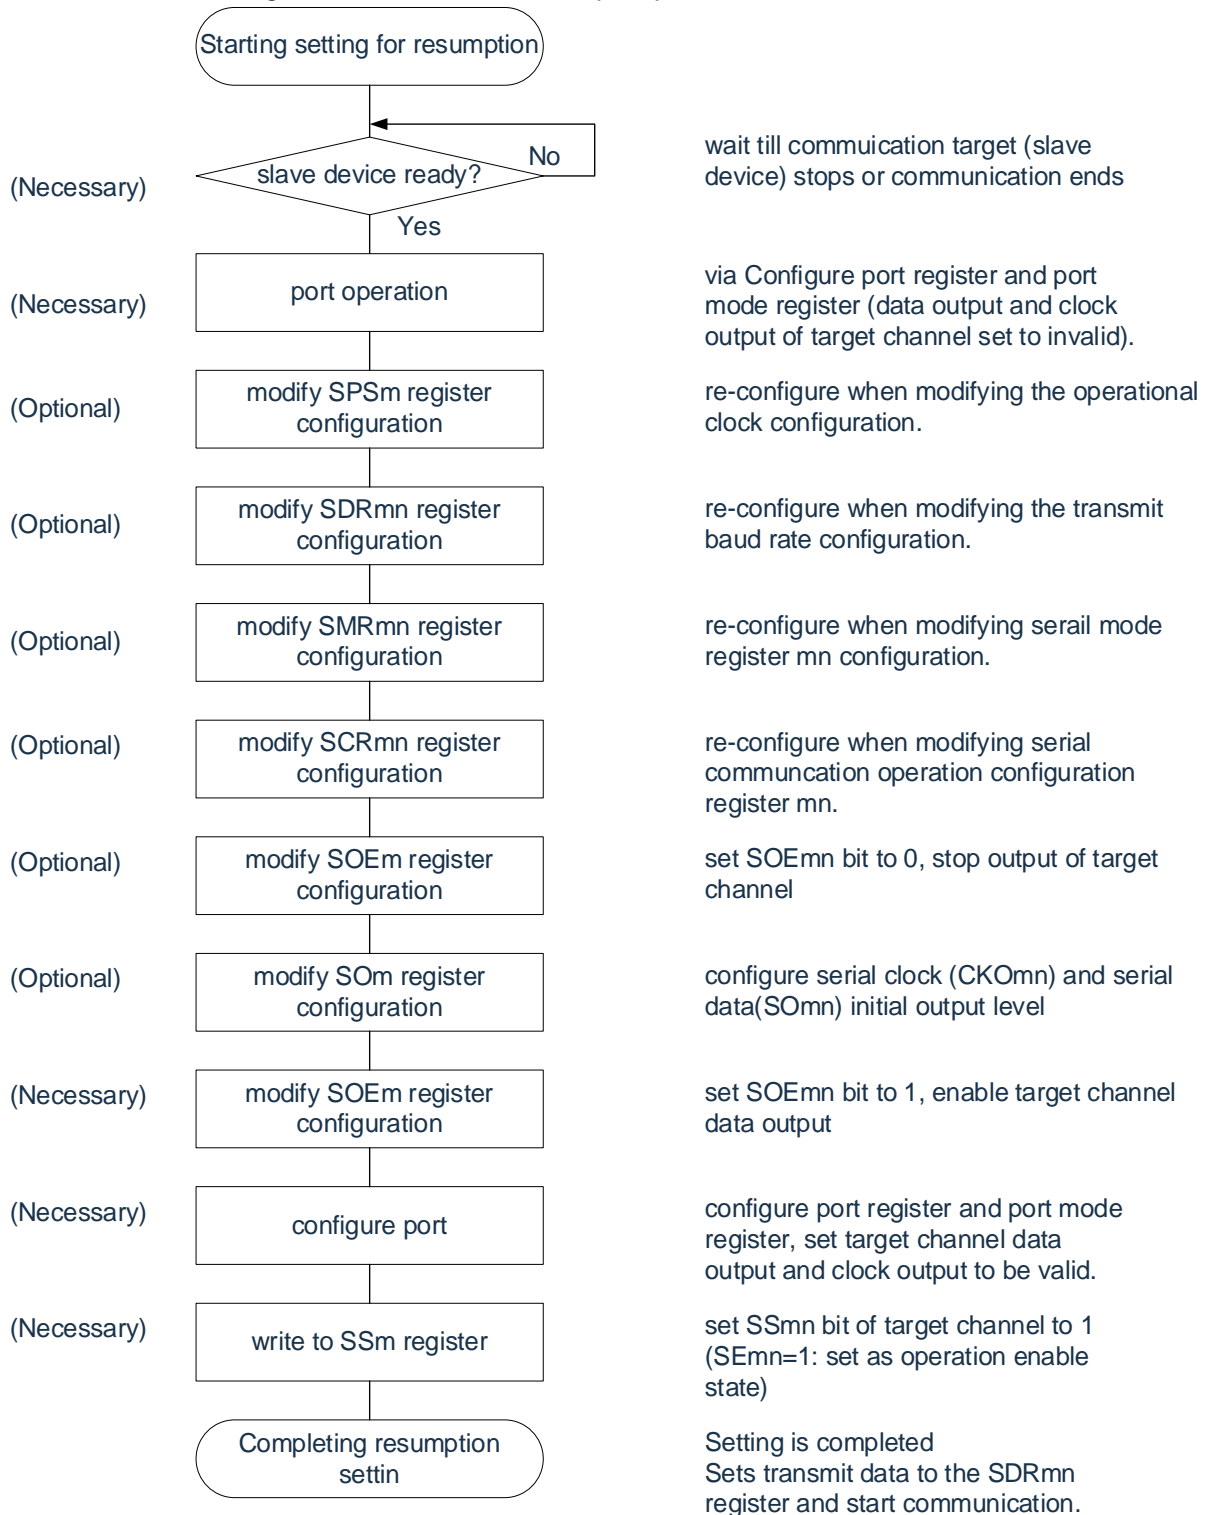 Starting setting for resumption
wait till commuication target (slave
No
slave device ready?
device) stops or communication ends
(Necessary)
Yes
via Configure port register and port
(Necessary)
port operation
mode register (data output and clock
output of target channel set to invalid).
(Optional)
modify SPSm register
configuration
re-configure when modifying the operational
clock configuration.
(Optional)
modify SDRmn register
configuration
re-configure when modifying the transmit
baud rate configuration.
(Optional)
modify SMRmn register
configuration
re-configure when modifying serail mode
register mn configuration.
(Optional)
modify SCRmn register
configuration
re-configure when modifying serial
communcation operation configuration
register mn.
(Optional)
modify SOEm register
configuration
set SOEmn bit to 0, stop output of target
channel
(Optional)
modify SOm register
configuration
configure serial clock (CKOmn) and serial
data(SOmn) initial output level
(Necessary)
modify SOEm register
configuration
set SOEmn bit to 1, enable target channel
data output
(Necessary)
configure port
configure port register and port mode
register, set target channel data
output and clock output to be valid.
(Necessary)
write to SSm register
set SSmn bit of target channel to 1
(SEmn=1: set as operation enable
state)
Completing resumption
settin
Setting is completed
Sets transmit data to the SDRmn
register and start communication.